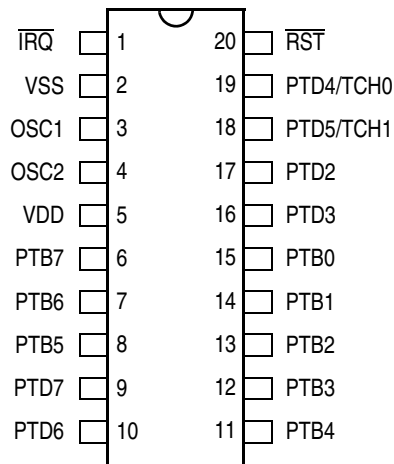 I̅R̅Q̅ 1 20 R̅S̅T̅
VSS 2 19 PTD4/TCH0
OSC1 3 18 PTD5/TCH1
OSC2 4 17 PTD2
VDD 5 16 PTD3
PTB7 6 15 PTB0
PTB6 7 14 PTB1
PTB5 8 13 PTB2
PTD7 9 12 PTB3
PTD6 10 11 PTB4